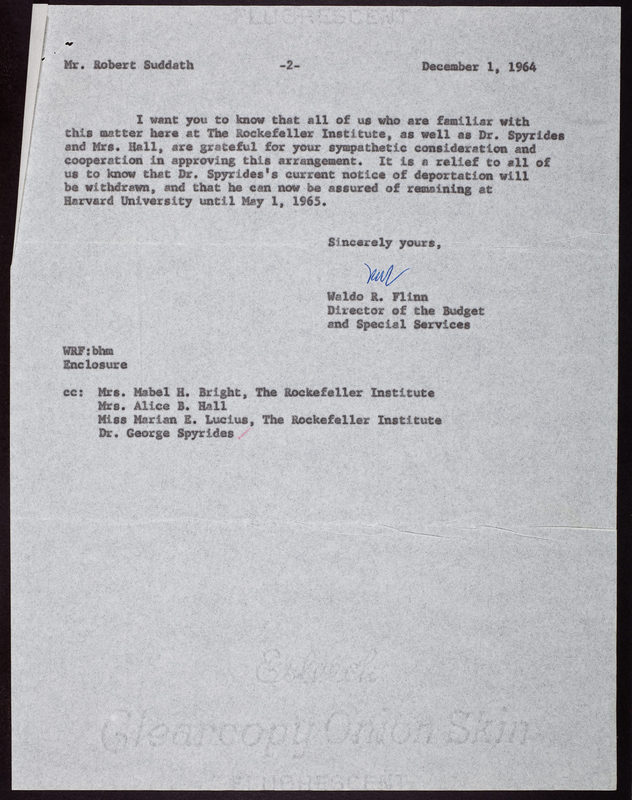 FLUORESCENT
Mr. Robert Suddath -2- December 1, 1964
I want you to know that all of us who are familiar with
this matter here at The Rockefeller Institute, as well as Dr. Spyrides
and Mrs. Hall, are grateful for your sympathetic consideration and
cooperation in approving this arrangement. It is a relief to all of
us to know that Dr. Spyrides's current notice of deportation will
be withdrawn, and that he can now be assured of remaining at
Harvard University until May 1, 1965.
Sincerely yours,
Waldo R. Flinn
Director of the Budget
and Special Services
WRF:bhm
Enclosure
cc: Mrs. Mabel H. Bright, The Rockefeller Institute
Mrs. Alice B. Hall
Miss Marian E. Lucius, The Rockefeller Institute
Dr. George Spyrides
Clearcopy Onion Skin
FLUORESCENT